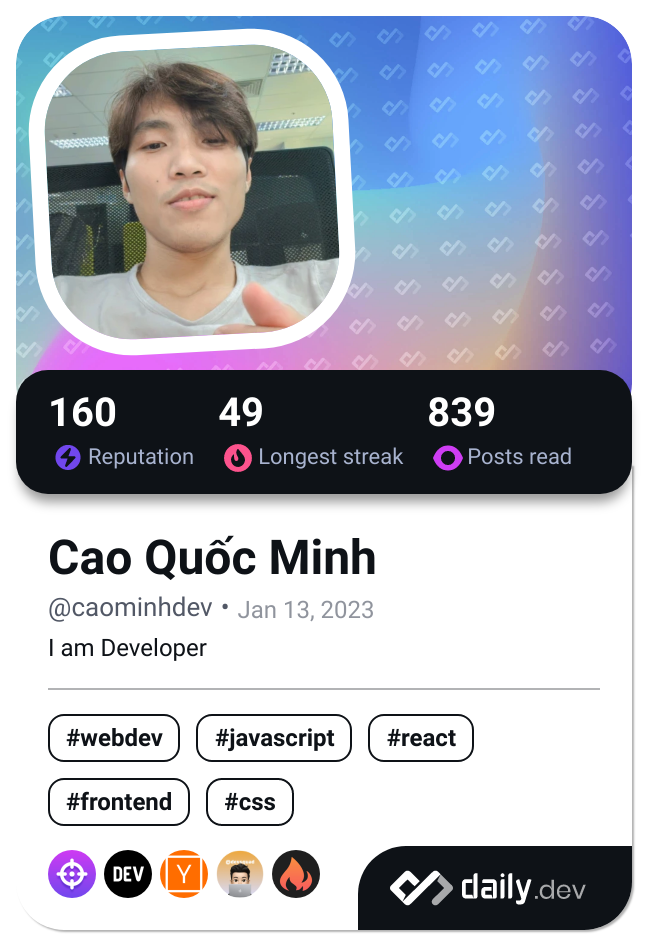 160 49 839
Reputation Longest streak Posts read
Cao Quốc Minh
@caominhdev • Jan 13, 2023
I am Developer
#webdev #javascript #react
#frontend #css
DEV Y
daily.dev